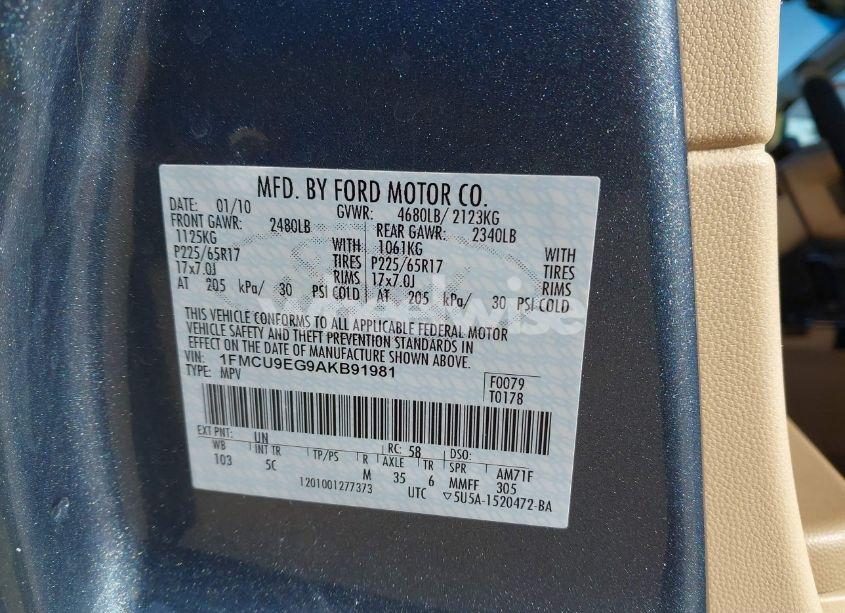 MFD. BY FORD MOTOR CO.
DATE: 01/10 GVWR: 4680LB/ 2123KG
FRONT GAWR: 2480LB REAR GAWR: 2340LB
1125KG WITH 1061KG WITH
P225/65R17 TIRES P225/65R17 TIRES
17x7.0J RIMS 17x7.0J RIMS
AT 205 kPa/ 30 PSI COLD AT 205 kPa/ 30 PSI COLD
THIS VEHICLE CONFORMS TO ALL APPLICABLE FEDERAL MOTOR
VEHICLE SAFETY AND THEFT PREVENTION STANDARDS IN
EFFECT ON THE DATE OF MANUFACTURE SHOWN ABOVE.
VIN: 1FMCU9EG9AKB91981
TYPE: MPV
F0079
T0178
EXT PNT: UN RC: 58 DSO:
WB INT TR TP/PS R AXLE TR SPR AM71F
103 5C M 35 6 MMFF 305
1201001277373 UTC ▽5U5A-1520472-BA